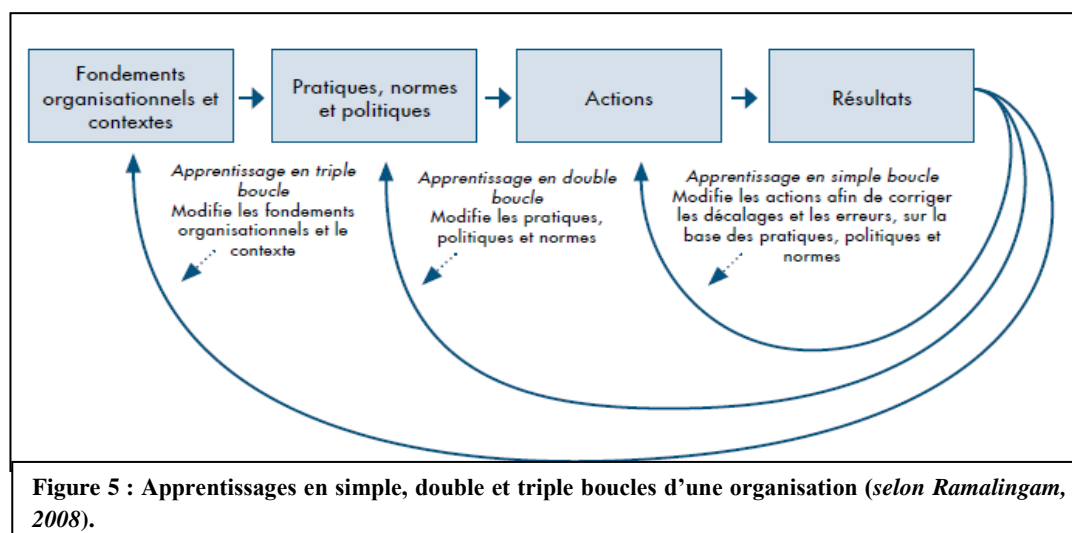 Fondements
organisationnels et
contextes
Pratiques, normes
et politiques
Actions
Résultats
Apprentissage en triple
boucle
Modifie les fondements
organisationnels et le
contexte
Apprentissage en double
boucle
Modifie les pratiques,
politiques et normes
Apprentissage en simple boucle
Modifie les actions afin de corriger
les décalages et les erreurs, sur la
base des pratiques, politiques et
normes
Figure 5 : Apprentissages en simple, double et triple boucles d’une organisation (selon Ramalingam,
2008).